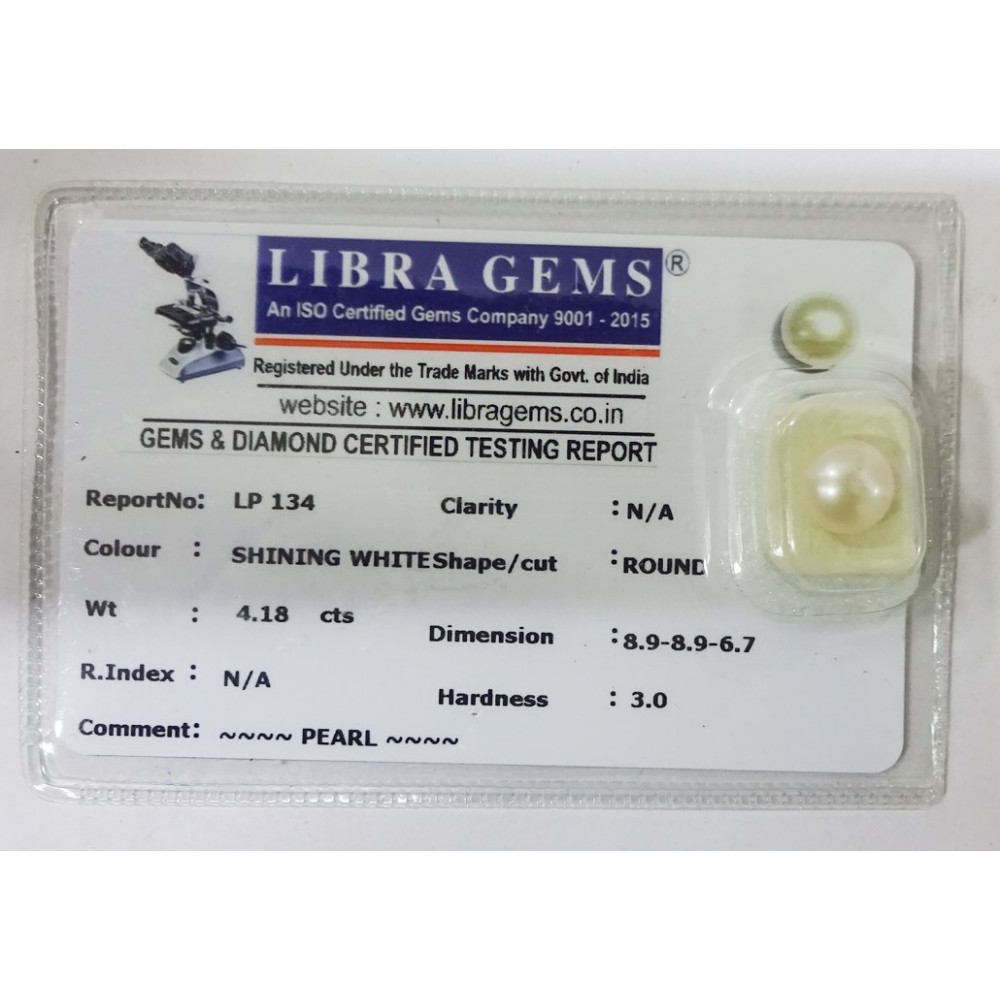 LIBRA GEMS ®
An ISO Certified Gems Company 9001 - 2015
Registered Under the Trade Marks with Govt. of India
website : www.libragems.co.in
GEMS & DIAMOND CERTIFIED TESTING REPORT
ReportNo: LP 134 Clarity : N/A
Colour : SHINING WHITE Shape/cut : ROUND
Wt : 4.18 cts Dimension : 8.9-8.9-6.7
R.Index : N/A Hardness : 3.0
Comment: ~~~~ PEARL ~~~~